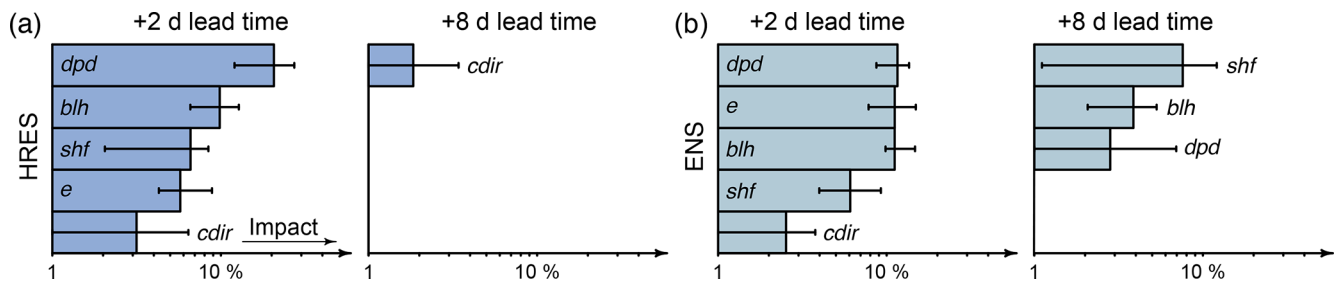 (a)
+2 d lead time
+8 d lead time
HRES
dpd
blh
shf
e
cdir
Impact
1
10 %
cdir
1
10 %
(b)
+2 d lead time
+8 d lead time
ENS
dpd
e
blh
shf
cdir
1
10 %
shf
blh
dpd
1
10 %